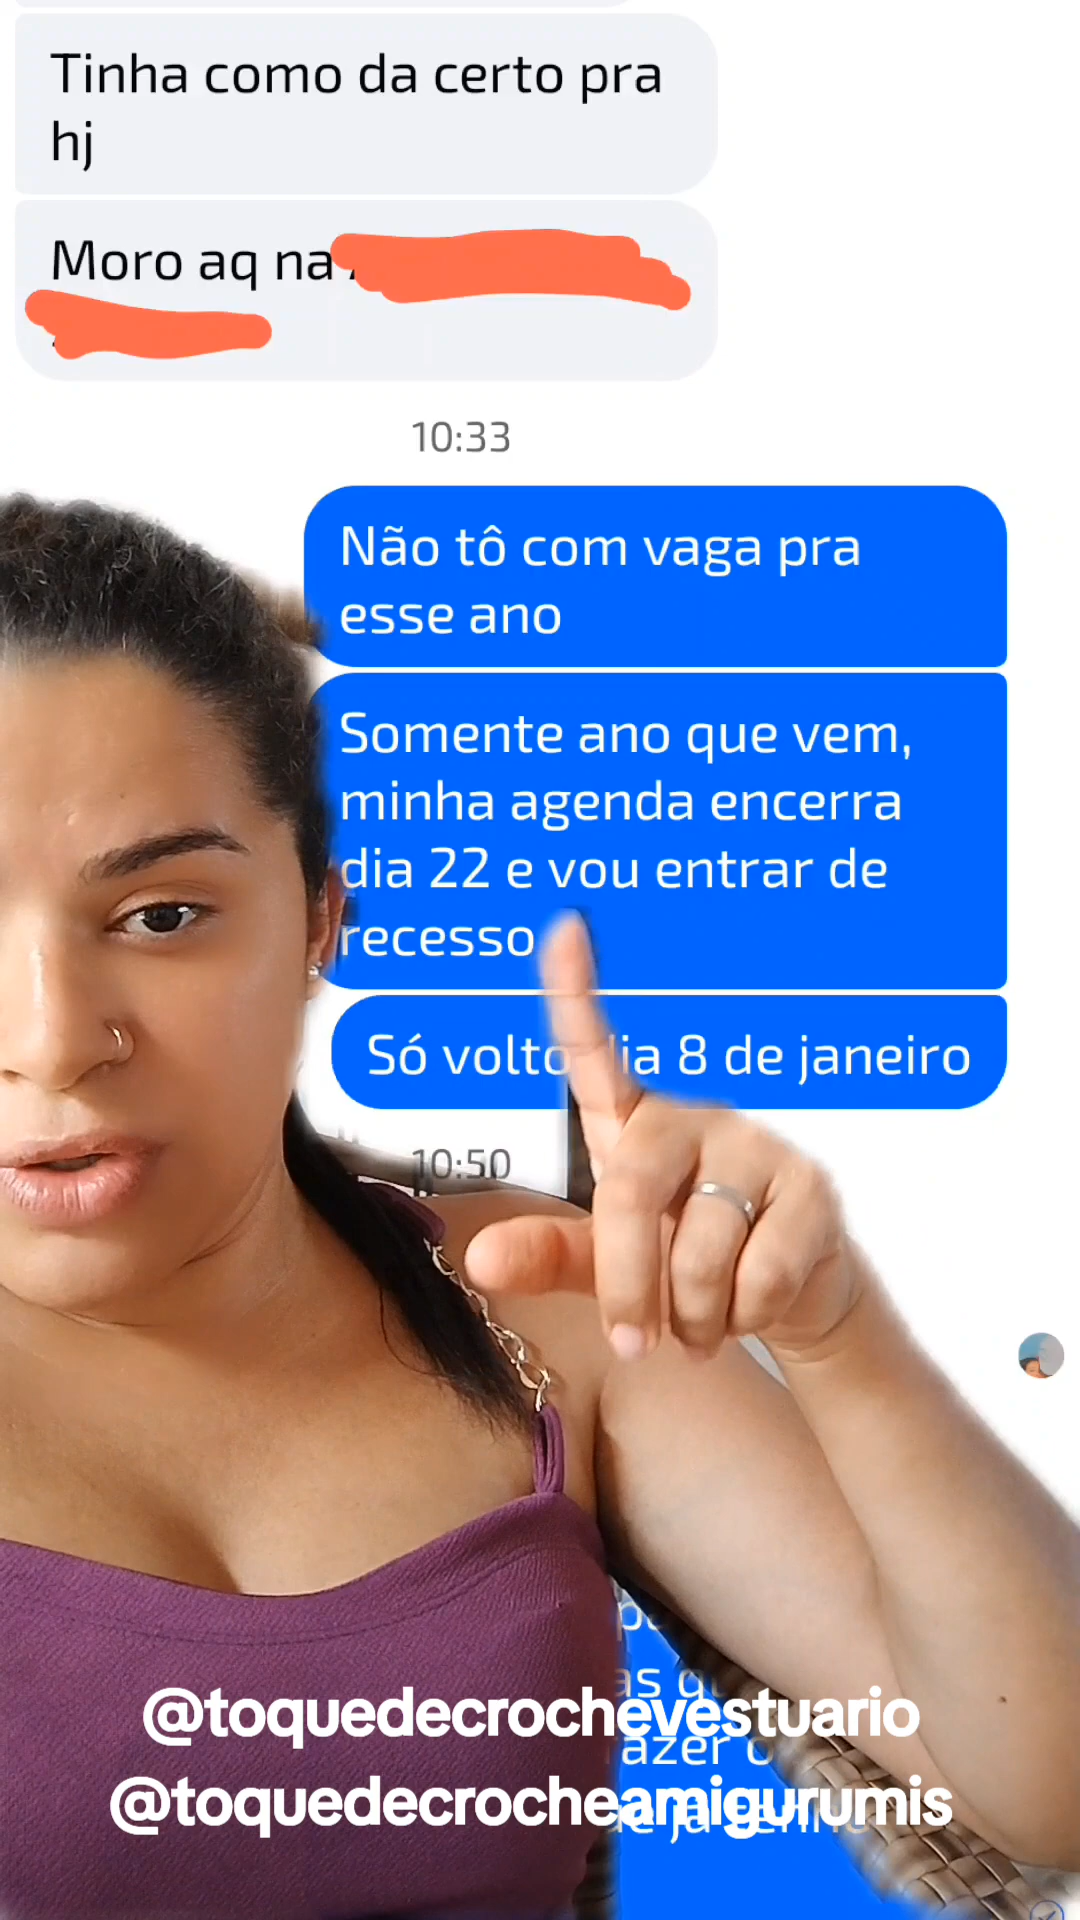 Tinha como da certo pra
hj
Moro aq na
10:33
Não tô com vaga pra
esse ano
Somente ano que vem,
minha agenda encerra
dia 22 e vou entrar de
recesso
Só volto dia 8 de janeiro
10:50
@toquedecrochevestuario
azer
@toquedecrocheamigurumis